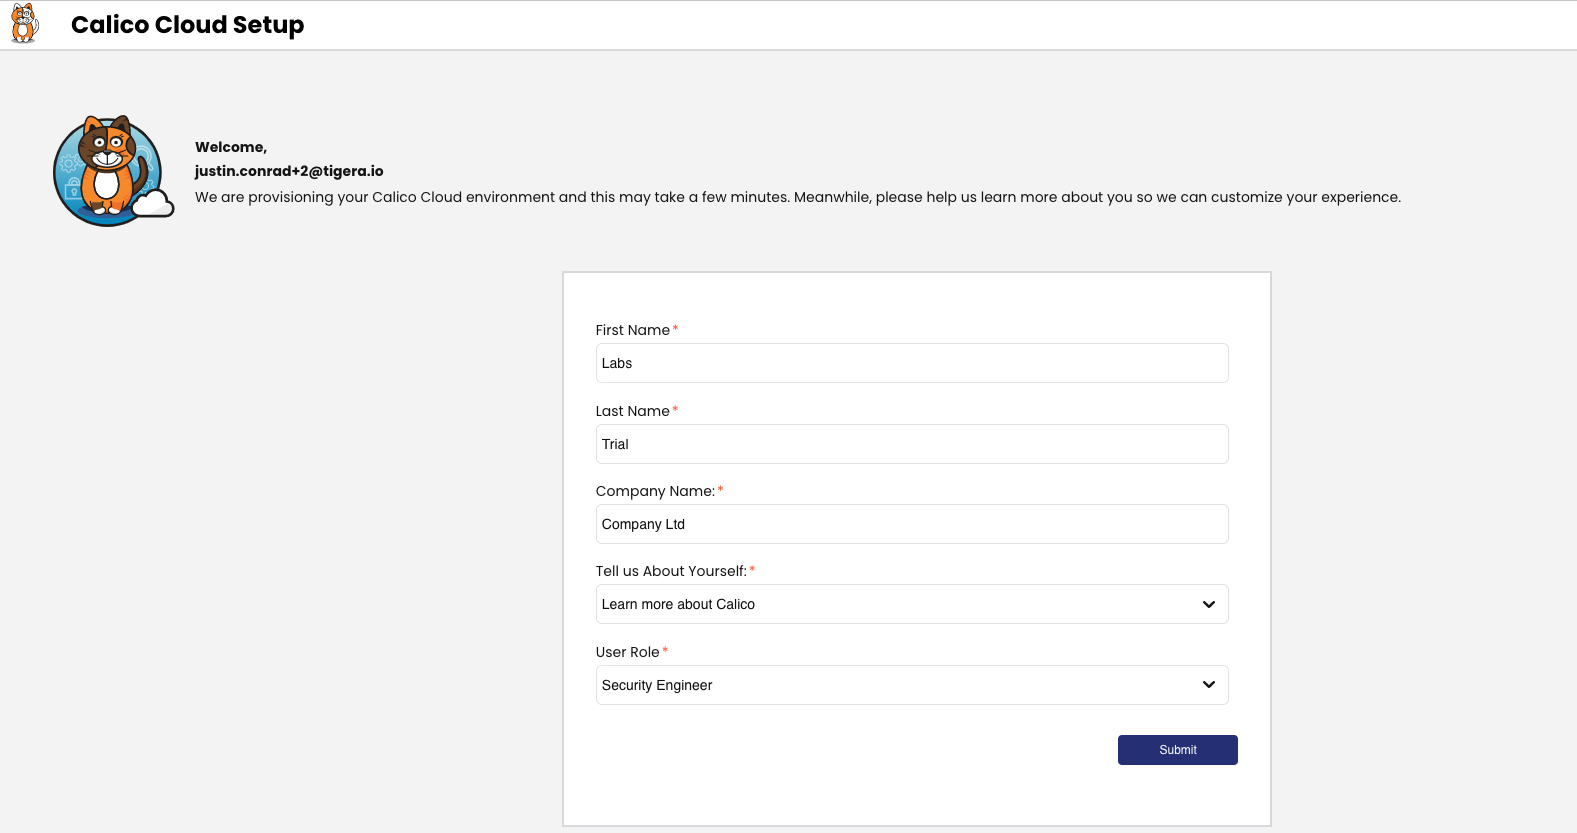 Calico Cloud Setup
Welcome,
justin.conrad+2@tigera.io
We are provisioning your Calico Cloud environment and this may take a few minutes. Meanwhile, please help us learn more about you so we can customize your experience.
First Name*
Labs
Last Name*
Trial
Company Name:*
Company Ltd
Tell us About Yourself:*
Learn more about Calico
User Role*
Security Engineer
Submit